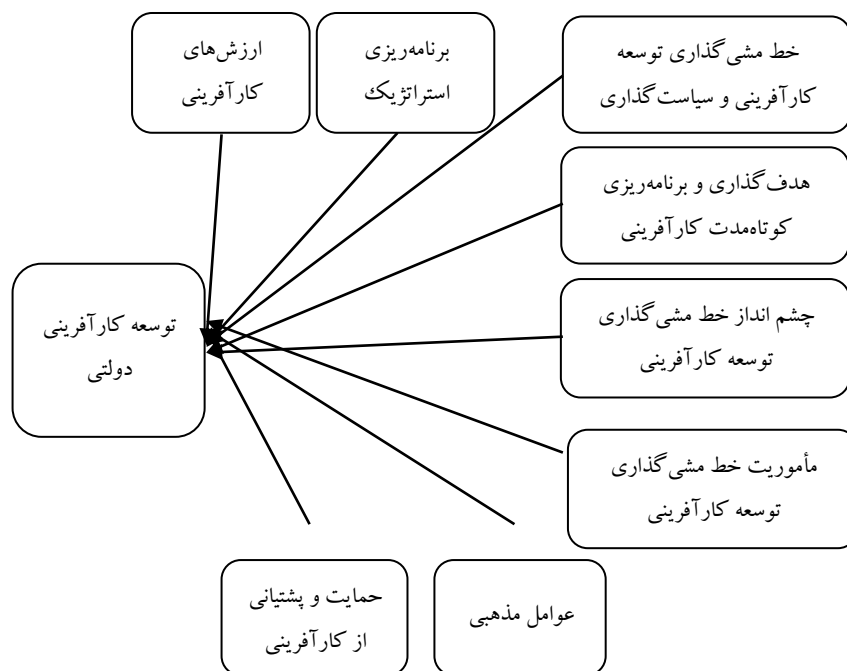 خط مشی‌گذاری توسعه
کارآفرینی و سیاست‌گذاری
برنامه‌ریزی
استراتژیک
ارزش‌های
کارآفرینی
هدف‌گذاری و برنامه‌ریزی
کوتاه‌مدت کارآفرینی
چشم انداز خط مشی‌گذاری
توسعه کارآفرینی
توسعه کارآفرینی
دولتی
مأموریت خط مشی‌گذاری
توسعه کارآفرینی
عوامل مذهبی
حمایت و پشتیانی
از کارآفرینی